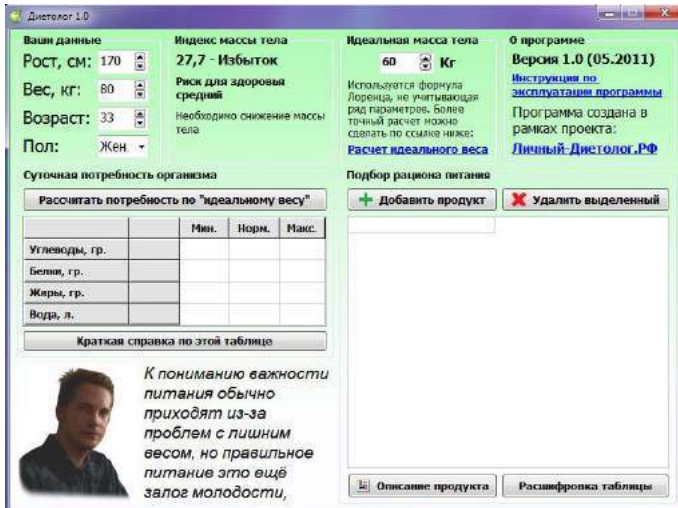 Диетолог 1.0
Ваши данные
Рост, см: 170
Вес, кг: 80
Возраст: 33
Пол: Жен.
Индекс массы тела
27,7 - Избыток
Риск для здоровья
средний
Необходимо снижение массы
тела
Идеальная масса тела
60 Кг
Используется формула
Лоренца, не учитывающая
ряд параметров. Более
точный расчет можно
сделать по ссылке ниже:
Расчет идеального веса
О программе
Версия 1.0 (05.2011)
Инструкция по
эксплуатации программы
Программа создана в
рамках проекта:
Личный-Диетолог.РФ
Суточная потребность организма
Рассчитать потребность по "идеальному весу"
Мин. Норм. Макс.
Углеводы, гр.
Белки, гр.
Жиры, гр.
Вода, л.
Краткая справка по этой таблице
К пониманию важности
питания обычно
приходят из-за
проблем с лишним
весом, но правильное
питание это ещё
залог молодости,
Подбор рациона питания
Добавить продукт
Удалить выделенный
Описание продукта
Расшифровка таблицы